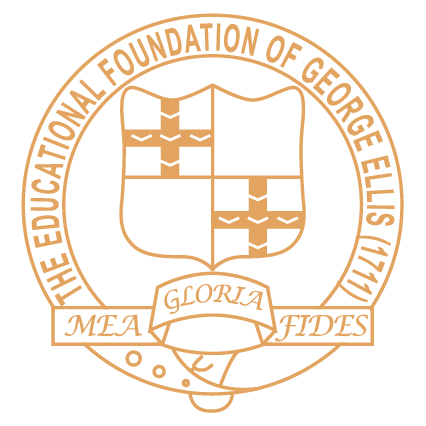 THE EDUCATIONAL FOUNDATION OF GEORGE ELLIS (1711)
MEA GLORIA FIDES